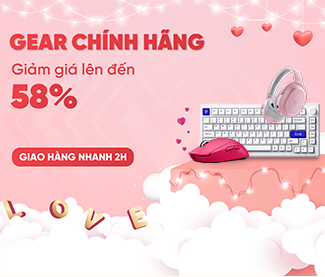 GEAR CHÍNH HÃNG
Giảm giá lên đến
58%
GIAO HÀNG NHANH 2H
LOVE